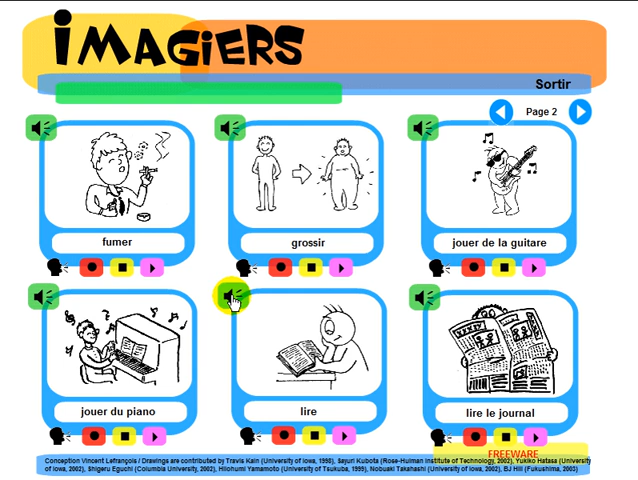 iMAGiERS
Sortir
Page 2
fumer
grossir
jouer de la guitare
jouer du piano
lire
lire le journal
FREEWARE
Conception Vincent Lefrançois / Drawings are contributed by Travis Kain (University of Iowa, 1998), Sayuri Kubota (Rose-Hulman Institute of Technology, 2002), Yukiko Hatasa (University
of Iowa, 2002), Shigeru Eguchi (Columbia University, 2002), Hilofumi Yamamoto (University of Tsukuba, 1999), Nobuaki Takahashi (University of Iowa, 2002), BJ Hill (Fukushima, 2003)